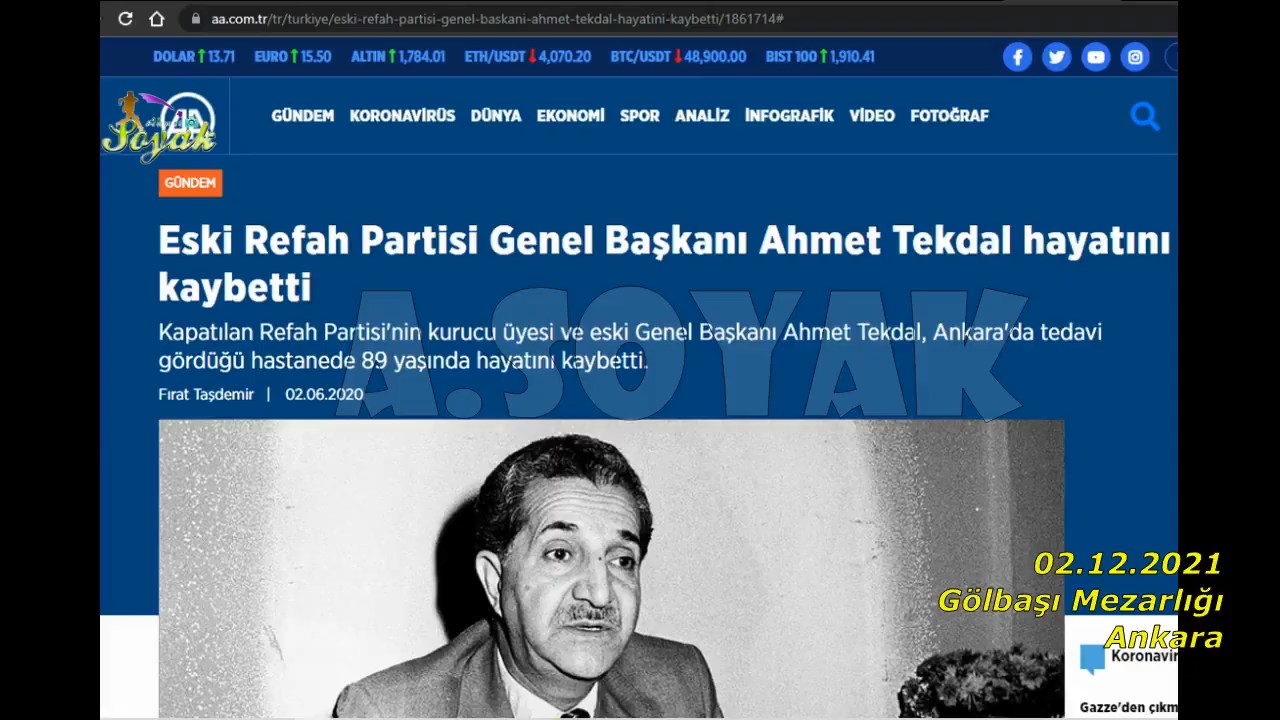 aa.com.tr/tr/turkiye/eski-refah-partisi-genel-baskani-ahmet-tekdal-hayatini-kaybetti/1861714#
DOLAR 13.71 EURO 15.50 ALTIN 1,784.01 ETH/USDT 4,070.20 BTC/USDT 48,900.00 BIST 100 1,910.41
AA
Soyak
GÜNDEM KORONAVİRÜS DÜNYA EKONOMİ SPOR ANALİZ İNFOGRAFİK VİDEO FOTOĞRAF
GÜNDEM
Eski Refah Partisi Genel Başkanı Ahmet Tekdal hayatını
kaybetti
A.SOYAK
Kapatılan Refah Partisi'nin kurucu üyesi ve eski Genel Başkanı Ahmet Tekdal, Ankara'da tedavi
gördüğü hastanede 89 yaşında hayatını kaybetti.
Fırat Taşdemir | 02.06.2020
02.12.2021
Gölbaşı Mezarlığı
Ankara
Koronavir
Gazze'den çıkm